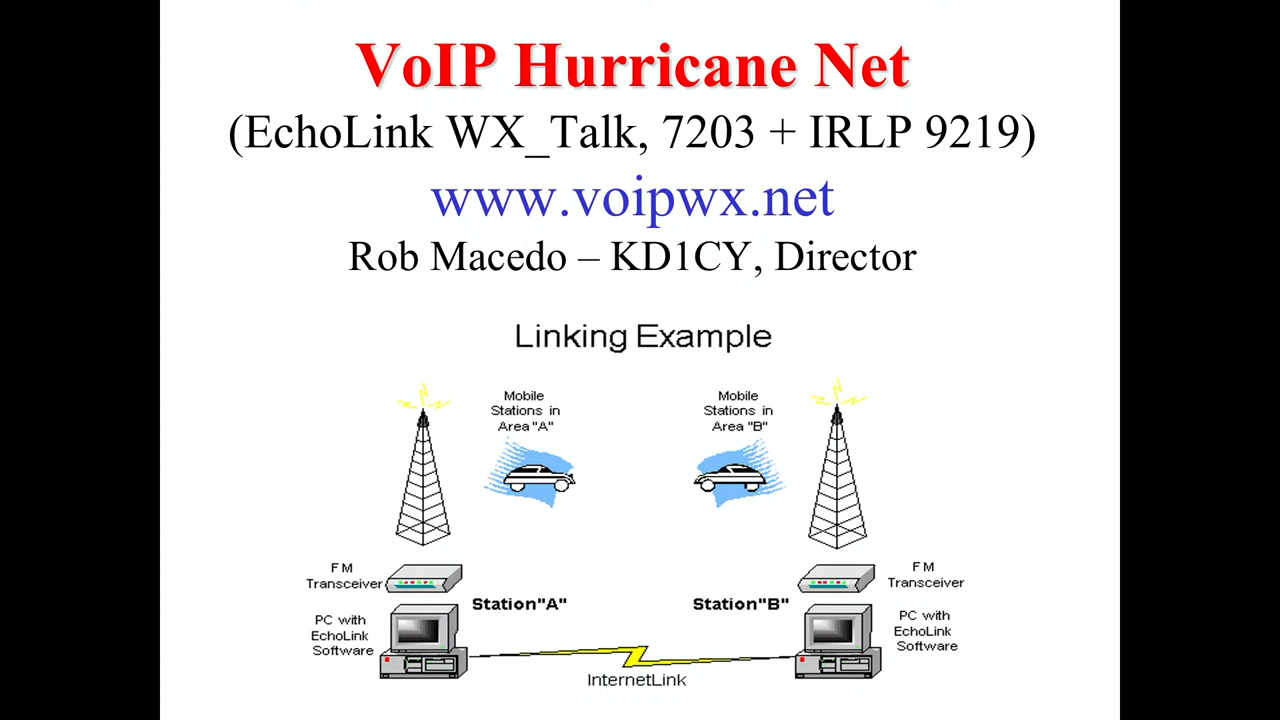 VoIP Hurricane Net
(EchoLink WX_Talk, 7203 + IRLP 9219)
www.voipwx.net
Rob Macedo – KD1CY, Director
Linking Example
Mobile
Stations in
Area "A"
Mobile
Stations in
Area "B"
FM
Transceiver
Station"A"
PC with
EchoLink
Software
FM
Transceiver
Station"B"
PC with
EchoLink
Software
InternetLink